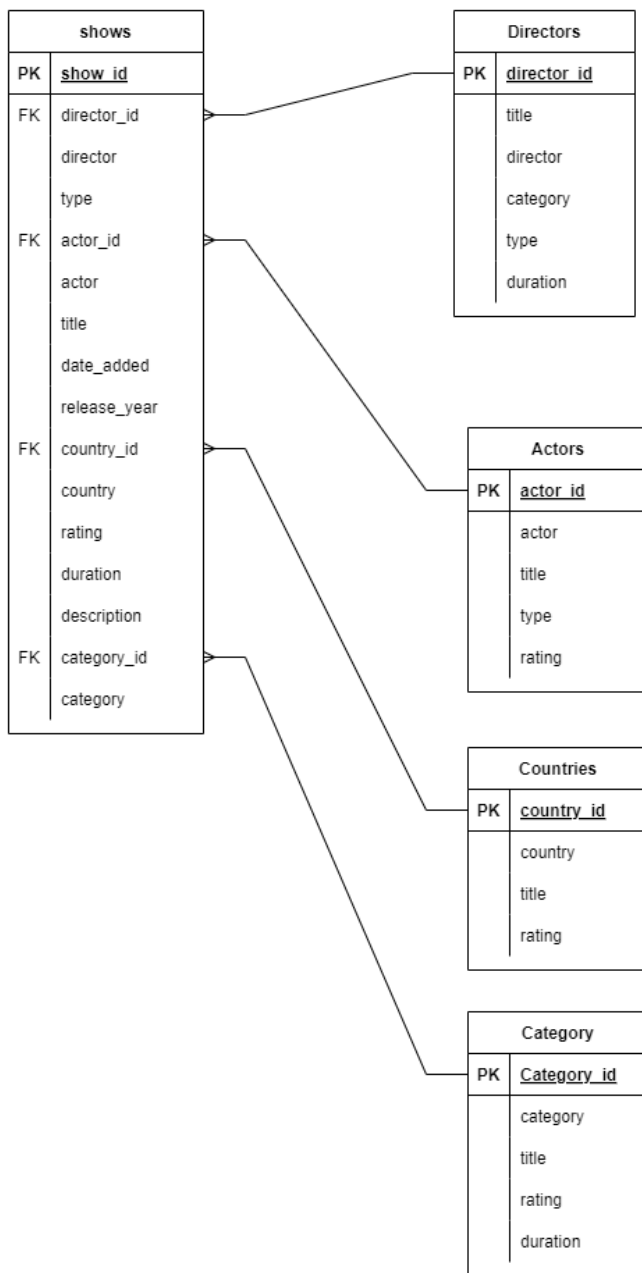 shows
PK show_id
FK director_id
director
type
FK actor_id
actor
title
date_added
release_year
FK country_id
country
rating
duration
description
FK category_id
category
Directors
PK director_id
title
director
category
type
duration
Actors
PK actor_id
actor
title
type
rating
Countries
PK country_id
country
title
rating
Category
PK Category_id
category
title
rating
duration